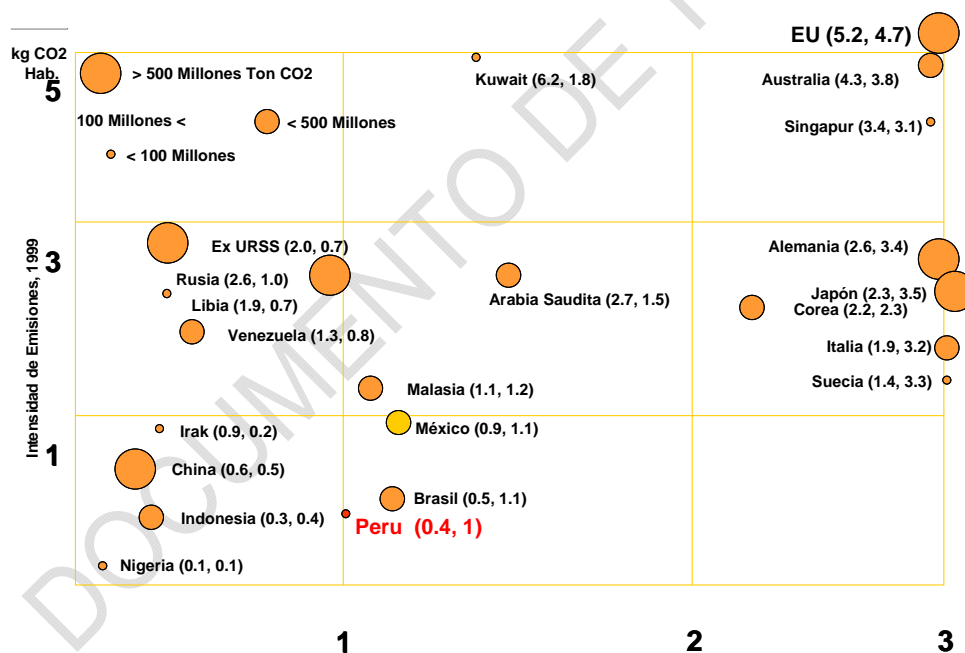 EU (5.2, 4.7)
kg CO2
Hab.
5
> 500 Millones Ton CO2
Kuwait (6.2, 1.8)
Australia (4.3, 3.8)
100 Millones <
< 500 Millones
Singapur (3.4, 3.1)
< 100 Millones
Intensidad de Emisiones, 1999
3
Ex URSS (2.0, 0.7)
Alemania (2.6, 3.4)
Rusia (2.6, 1.0)
Arabia Saudita (2.7, 1.5)
Japón (2.3, 3.5)
Libia (1.9, 0.7)
Corea (2.2, 2.3)
Venezuela (1.3, 0.8)
Italia (1.9, 3.2)
Malasia (1.1, 1.2)
Suecia (1.4, 3.3)
1
Irak (0.9, 0.2)
México (0.9, 1.1)
China (0.6, 0.5)
Brasil (0.5, 1.1)
Indonesia (0.3, 0.4)
Peru (0.4, 1)
Nigeria (0.1, 0.1)
1
2
3
DOCUMENTO DE